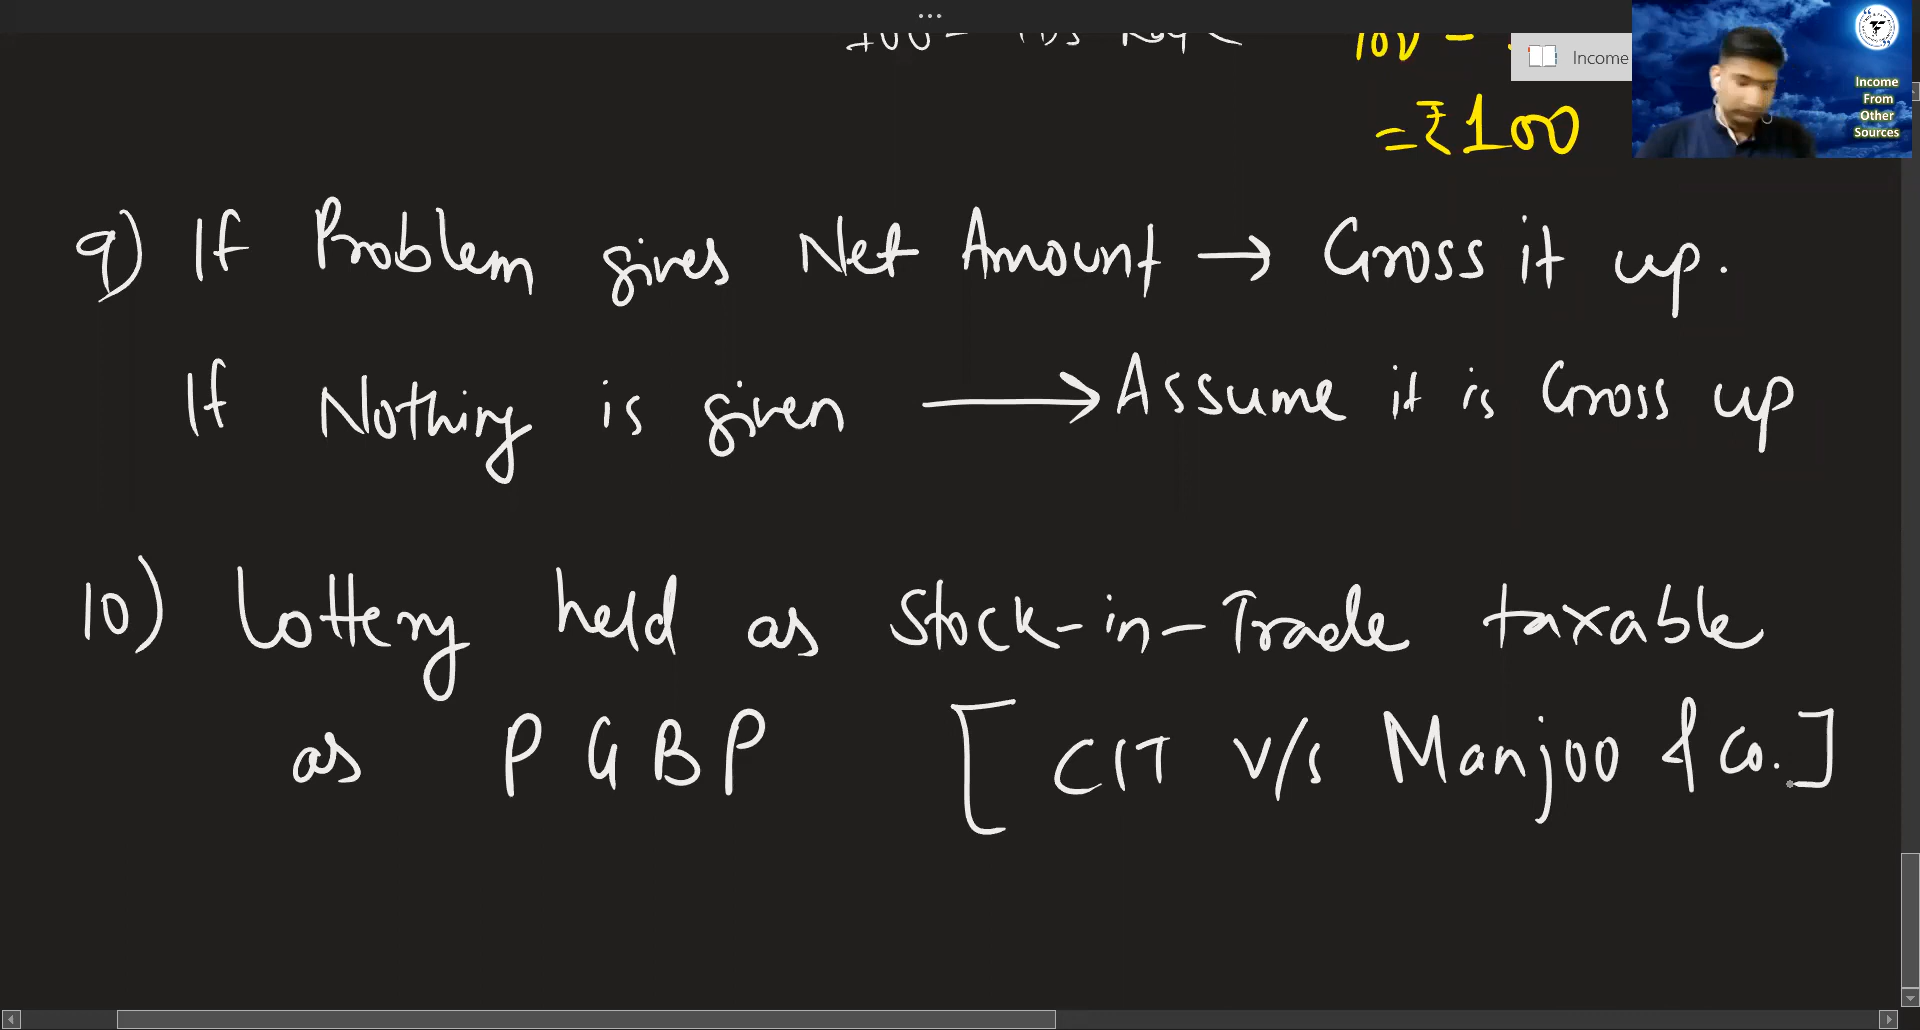 100
= ₹100
Income
Income
From
Other
Sources
9) If Problem gives Net Amount → Gross it up.
If Nothing is given → Assume it is Gross up
10) Lottery held as Stock-in-Trade taxable
as PGBP [CIT v/s Manjoo & Co.]